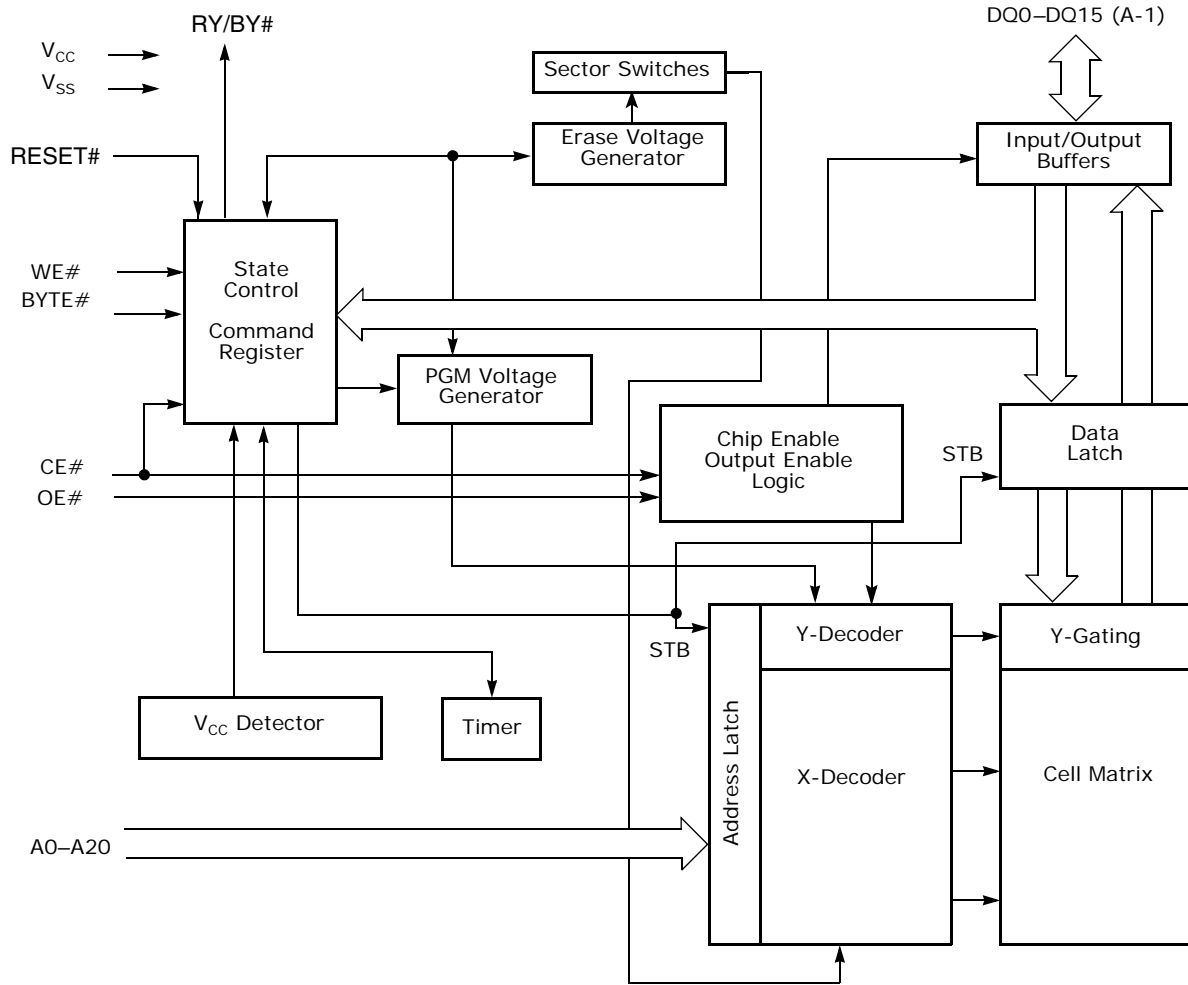 RY/BY#
DQ0–DQ15 (A-1)
VCC
VSS
Sector Switches
Erase Voltage
Generator
Input/Output
Buffers
RESET#
WE#
BYTE#
State
Control
Command
Register
PGM Voltage
Generator
Chip Enable
Output Enable
Logic
Data
Latch
STB
CE#
OE#
STB
Y-Decoder
Y-Gating
VCC Detector
Timer
Address Latch
X-Decoder
Cell Matrix
A0–A20